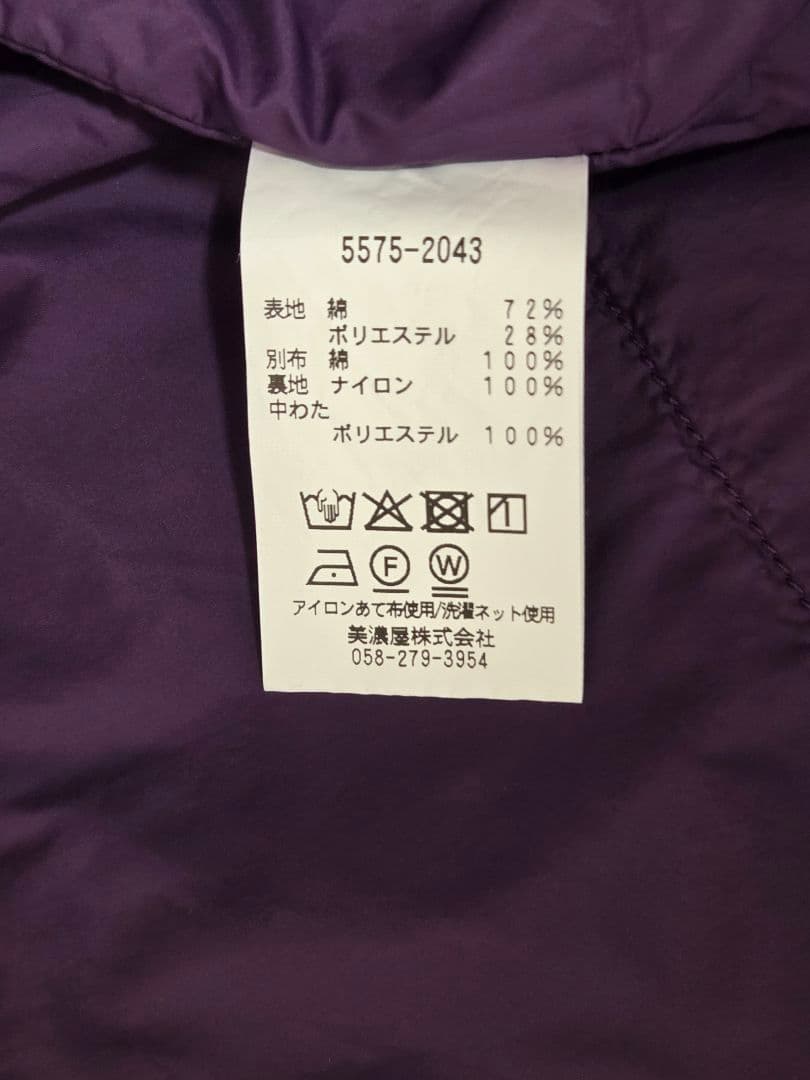 5575-2043
表地 綿 72%
ポリエステル 28%
別布 綿 100%
裏地 ナイロン 100%
中わた
ポリエステル 100%
F W
アイロンあて布使用/洗濯ネット使用
美濃屋株式会社
058-279-3954